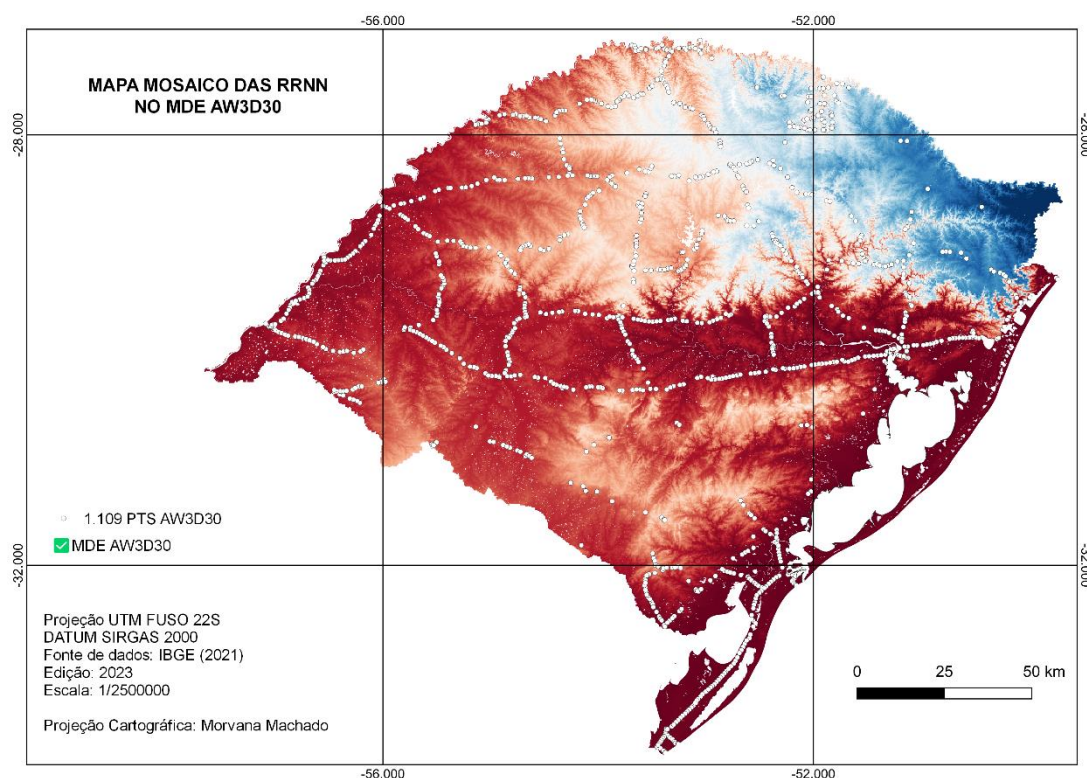 -56.000
-52.000
MAPA MOSAICO DAS RRNN
NO MDE AW3D30
-28.000
-28.000
1.109 PTS AW3D30
MDE AW3D30
-32.000
-32.000
Projeção UTM FUSO 22S
DATUM SIRGAS 2000
Fonte de dados: IBGE (2021)
Edição: 2023
Escala: 1/2500000
Projeção Cartográfica: Morvana Machado
0 25 50 km
-56.000
-52.000